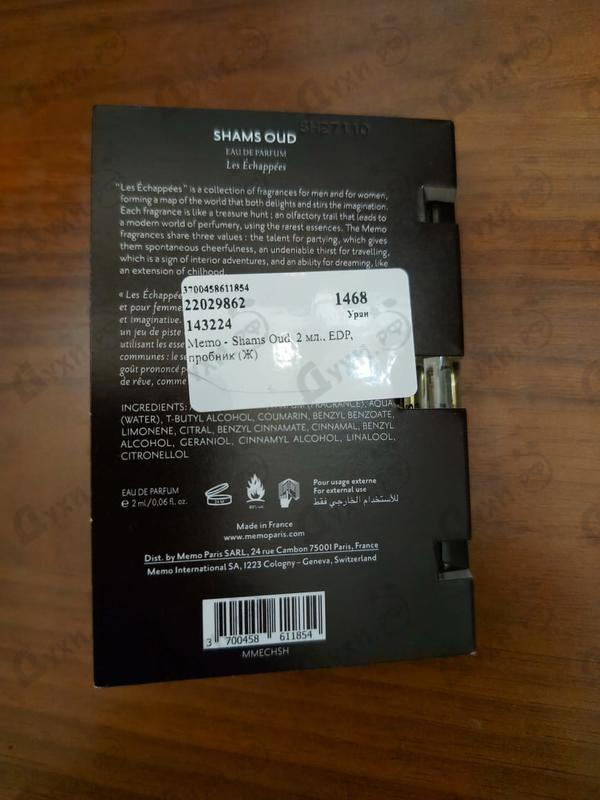 SHAMS OUD
SH27110
EAU DE PARFUM
Les Échappées
"Les Échappées" is a collection of fragrances for men and for women,
forming a map of the world that both delights and stirs the imagination.
Each fragrance is like a treasure hunt ; an olfactory trail that leads to
a modern world of perfumery, using the rarest essences. The Memo
fragrances share three values : the talent for partying, which gives
them spontaneous cheerfulness, an undeniable thirst for travelling,
which is a sign of interior adventures, and an ability for dreaming, like
an extension of chilhood.
« Les Échappées
et pour femme
et imaginative.
un jeu de piste
utilisant les esse
communes : le
goût prononcé p
de rêve, comme
3700458611854
22029862 1468
143224 Уран
Memo - Shams Oud 2 мл., EDP,
пробник (Ж)
INGREDIENTS: (FRAGRANCE), AQUA
(WATER), T-BUTYL ALCOHOL, COUMARIN, BENZYL BENZOATE,
LIMONENE, CITRAL, BENZYL CINNAMATE, CINNAMAL, BENZYL
ALCOHOL, GERANIOL, CINNAMYL ALCOHOL, LINALOOL,
CITRONELLOL
EAU DE PARFUM
℮ 2 ml/0,06 fl. oz.
Pour usage externe
For external use
للأستخدام الخارجي فقط
Made in France
www.memoparis.com
Dist. by Memo Paris SARL, 24 rue Cambon 75001 Paris, France
Memo International SA, 1223 Cologny - Geneva, Switzerland
3 700458 611854
MMECHSH
Духи.РФ